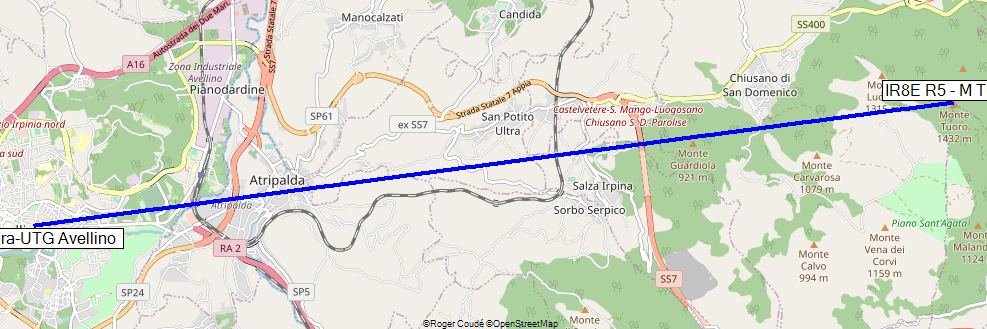 Candida
Manocalzati
SS400
Autostrada dei Due Mari
Strada Statale 7
A16
Zona Industriale
Avellino
SS7
Pianodardine
Chiusano di
San Domenico
IR8E R5 - M T
Monte
Tuoro
1432 m
Strada Statale 7 Appia
Castelvetere-S. Mango-Luogosano
Chiusano S. D.-Parolise
SP61
ex SS7
San Potito
Ultra
Irpinia nord
sud
Monte
Guardiola
921 m
Monte
Carvarosa
1079 m
Atripalda
Atripalda
Salza Irpina
Sorbo Serpico
ra-UTG Avellino
RA 2
Piano Sant'Agata
Monte
Calvo
994 m
Monte
Vena dei
Corvi
1159 m
Monte
Maland
1124
SP24
SP5
SS7
Monte
©Roger Coudé ©OpenStreetMap